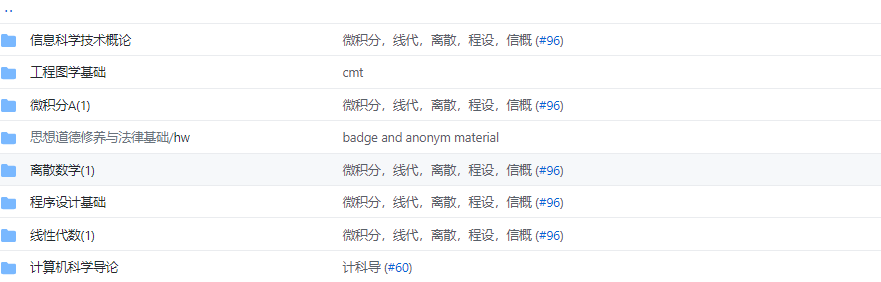 ..
信息科学技术概论 微积分，线代，离散，程设，信概 (#96)
工程图学基础 cmt
微积分A(1) 微积分，线代，离散，程设，信概 (#96)
思想道德修养与法律基础/hw badge and anonym material
离散数学(1) 微积分，线代，离散，程设，信概 (#96)
程序设计基础 微积分，线代，离散，程设，信概 (#96)
线性代数(1) 微积分，线代，离散，程设，信概 (#96)
计算机科学导论 计科导 (#60)